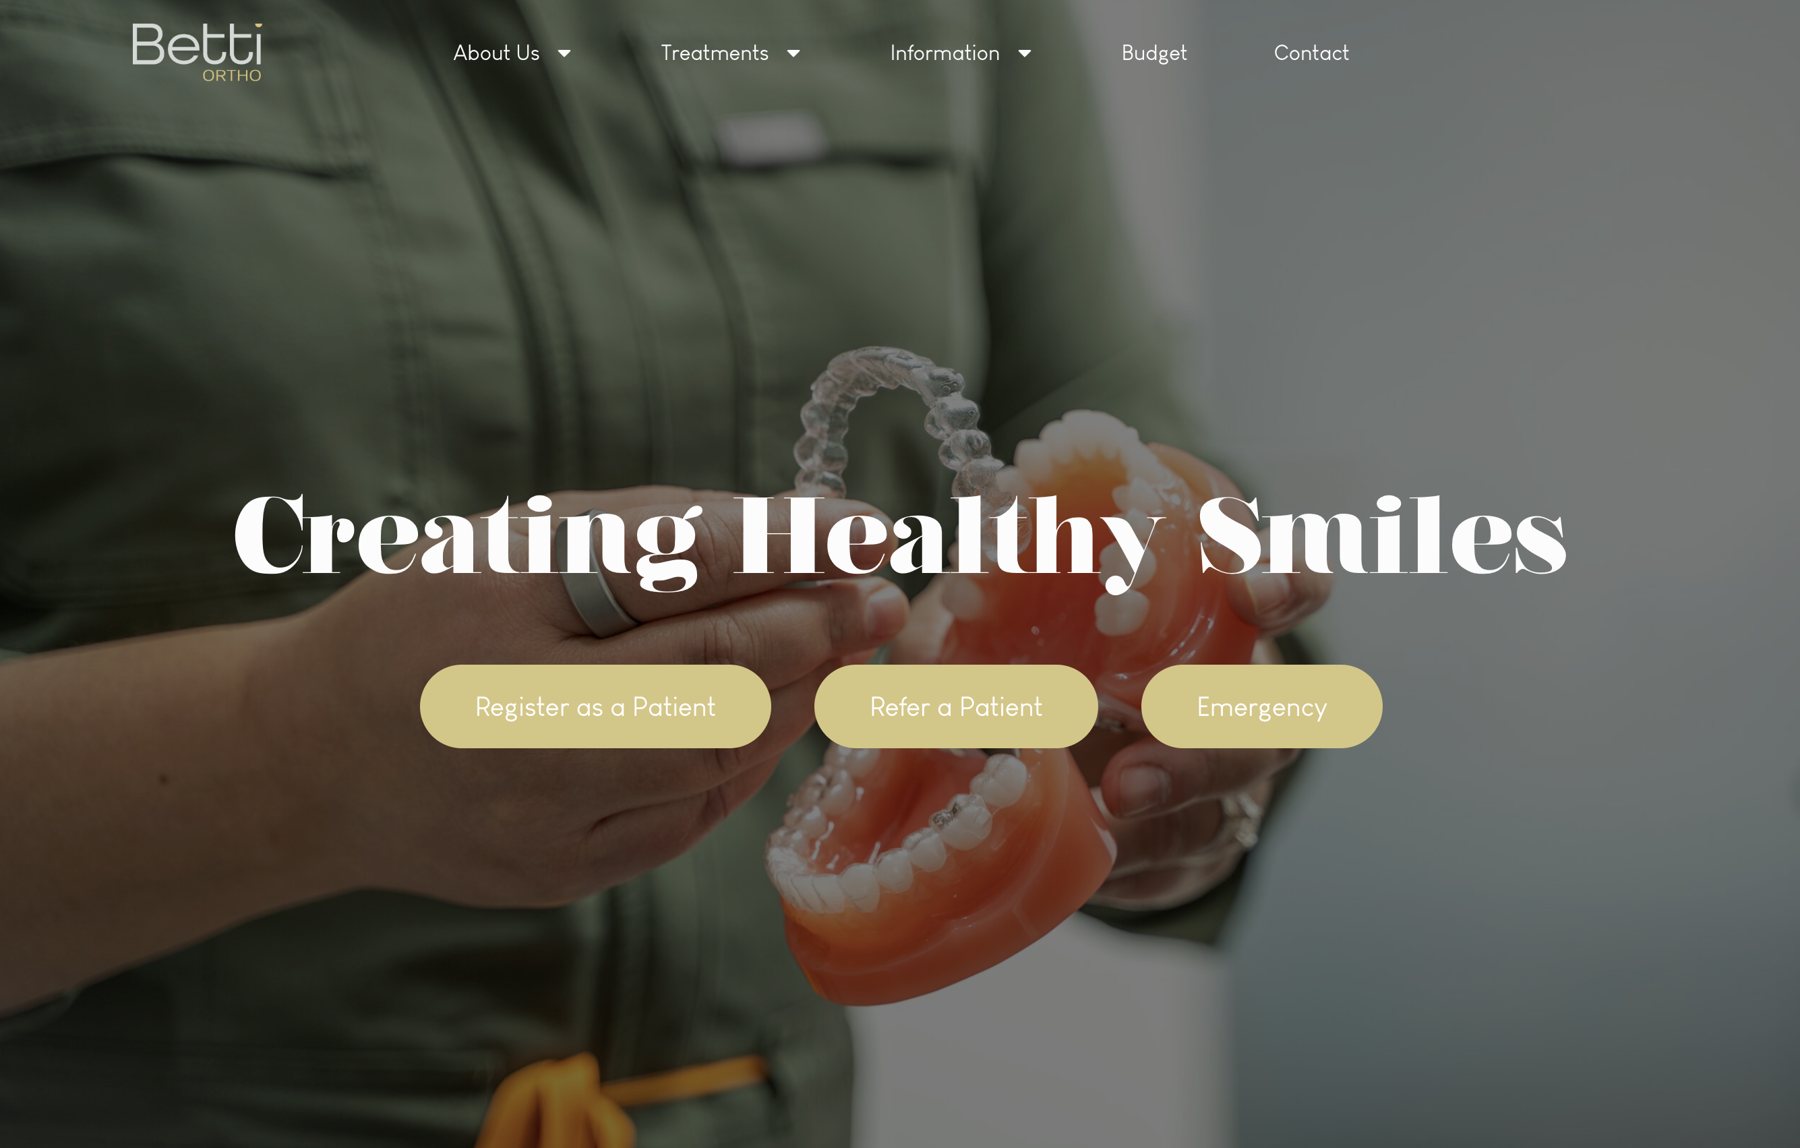 Betti
ORTHO
About Us
Treatments
Information
Budget
Contact
Creating Healthy Smiles
Register as a Patient
Refer a Patient
Emergency